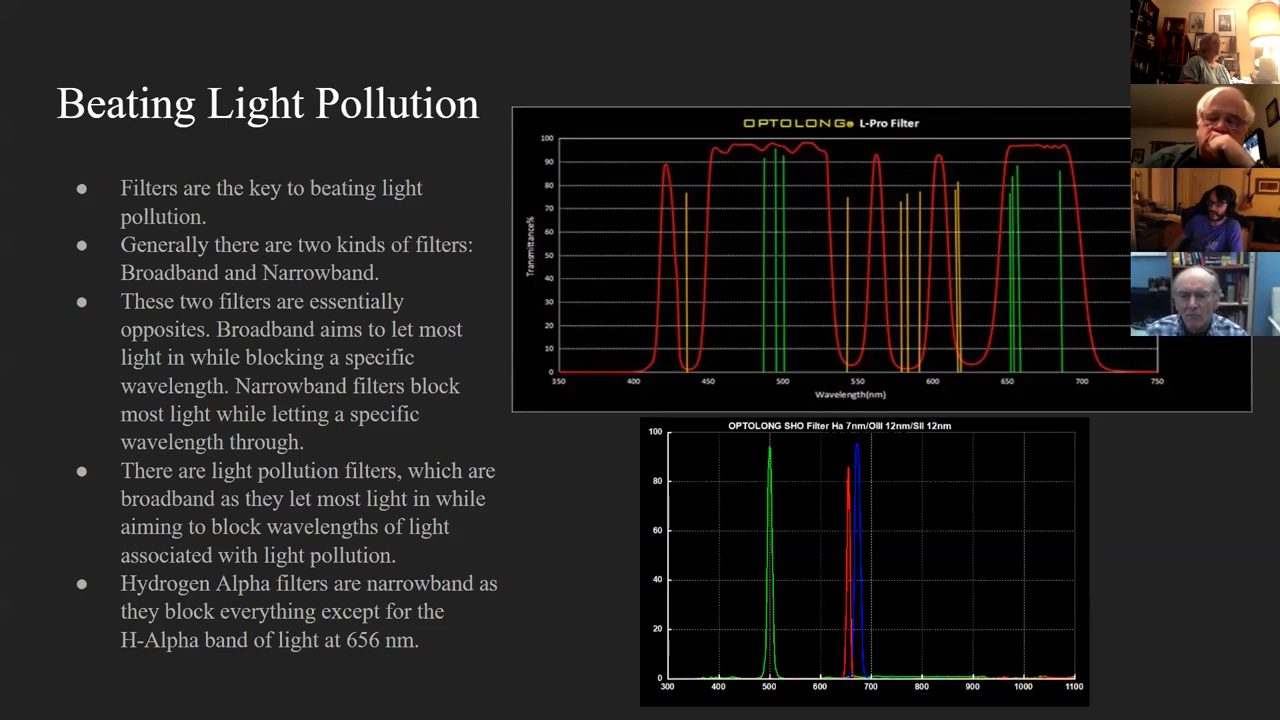 Beating Light Pollution
● Filters are the key to beating light
pollution.
● Generally there are two kinds of filters:
Broadband and Narrowband.
● These two filters are essentially
opposites. Broadband aims to let most
light in while blocking a specific
wavelength. Narrowband filters block
most light while letting a specific
wavelength through.
● There are light pollution filters, which are
broadband as they let most light in while
aiming to block wavelengths of light
associated with light pollution.
● Hydrogen Alpha filters are narrowband as
they block everything except for the
H-Alpha band of light at 656 nm.
OPTOLONG® L-Pro Filter
Transmittance%
100
90
80
70
60
50
40
30
20
10
0
350 400 450 500 550 600 650 700 750
Wavelength(nm)
OPTOLONG SHO Filter Ha 7nm/OIII 12nm/SII 12nm
100
80
60
40
20
0
300 400 500 600 700 800 900 1000 1100